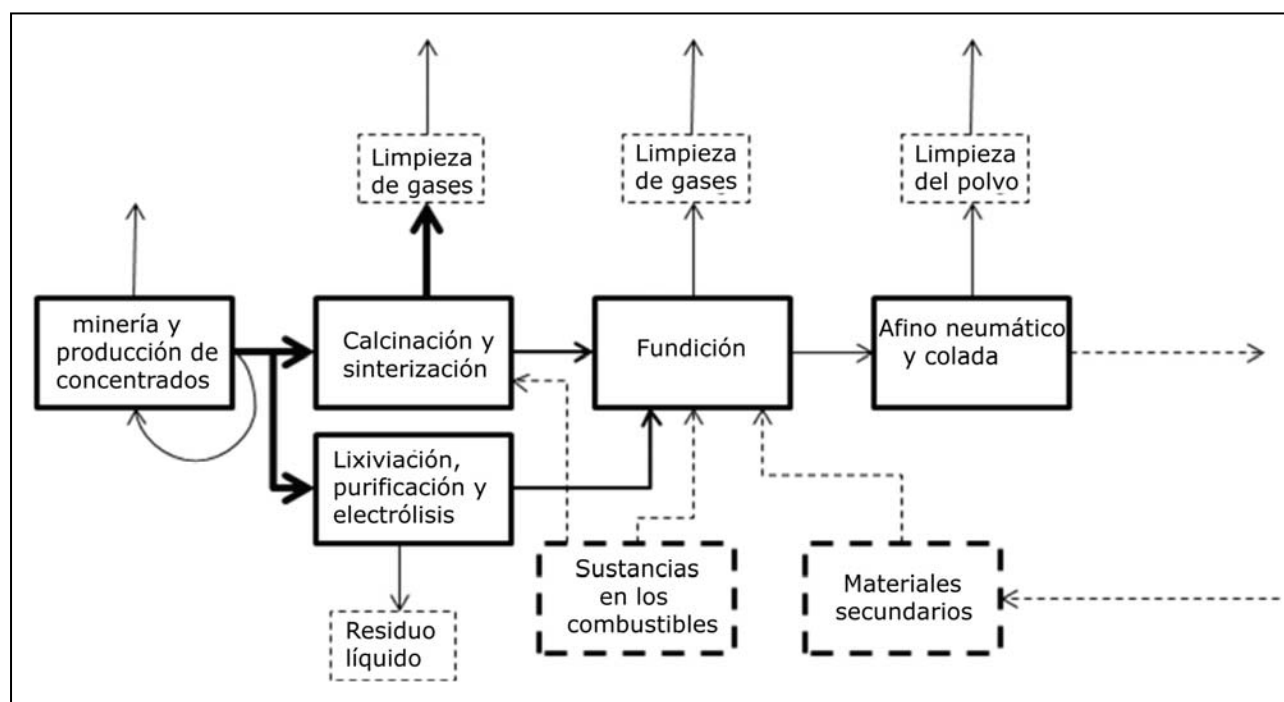 Limpieza
de gases
Limpieza
de gases
Limpieza
del polvo
minería y
producción de
concentrados
Calcinación y
sinterización
Fundición
Afino neumático
y colada
Lixiviación,
purificación y
electrólisis
Sustancias
en los
combustibles
Materiales
secundarios
Residuo
líquido